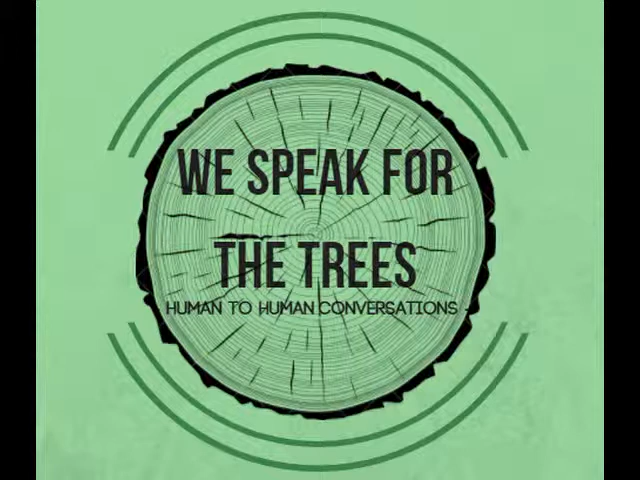 WE SPEAK FOR
THE TREES
HUMAN TO HUMAN CONVERSATIONS -